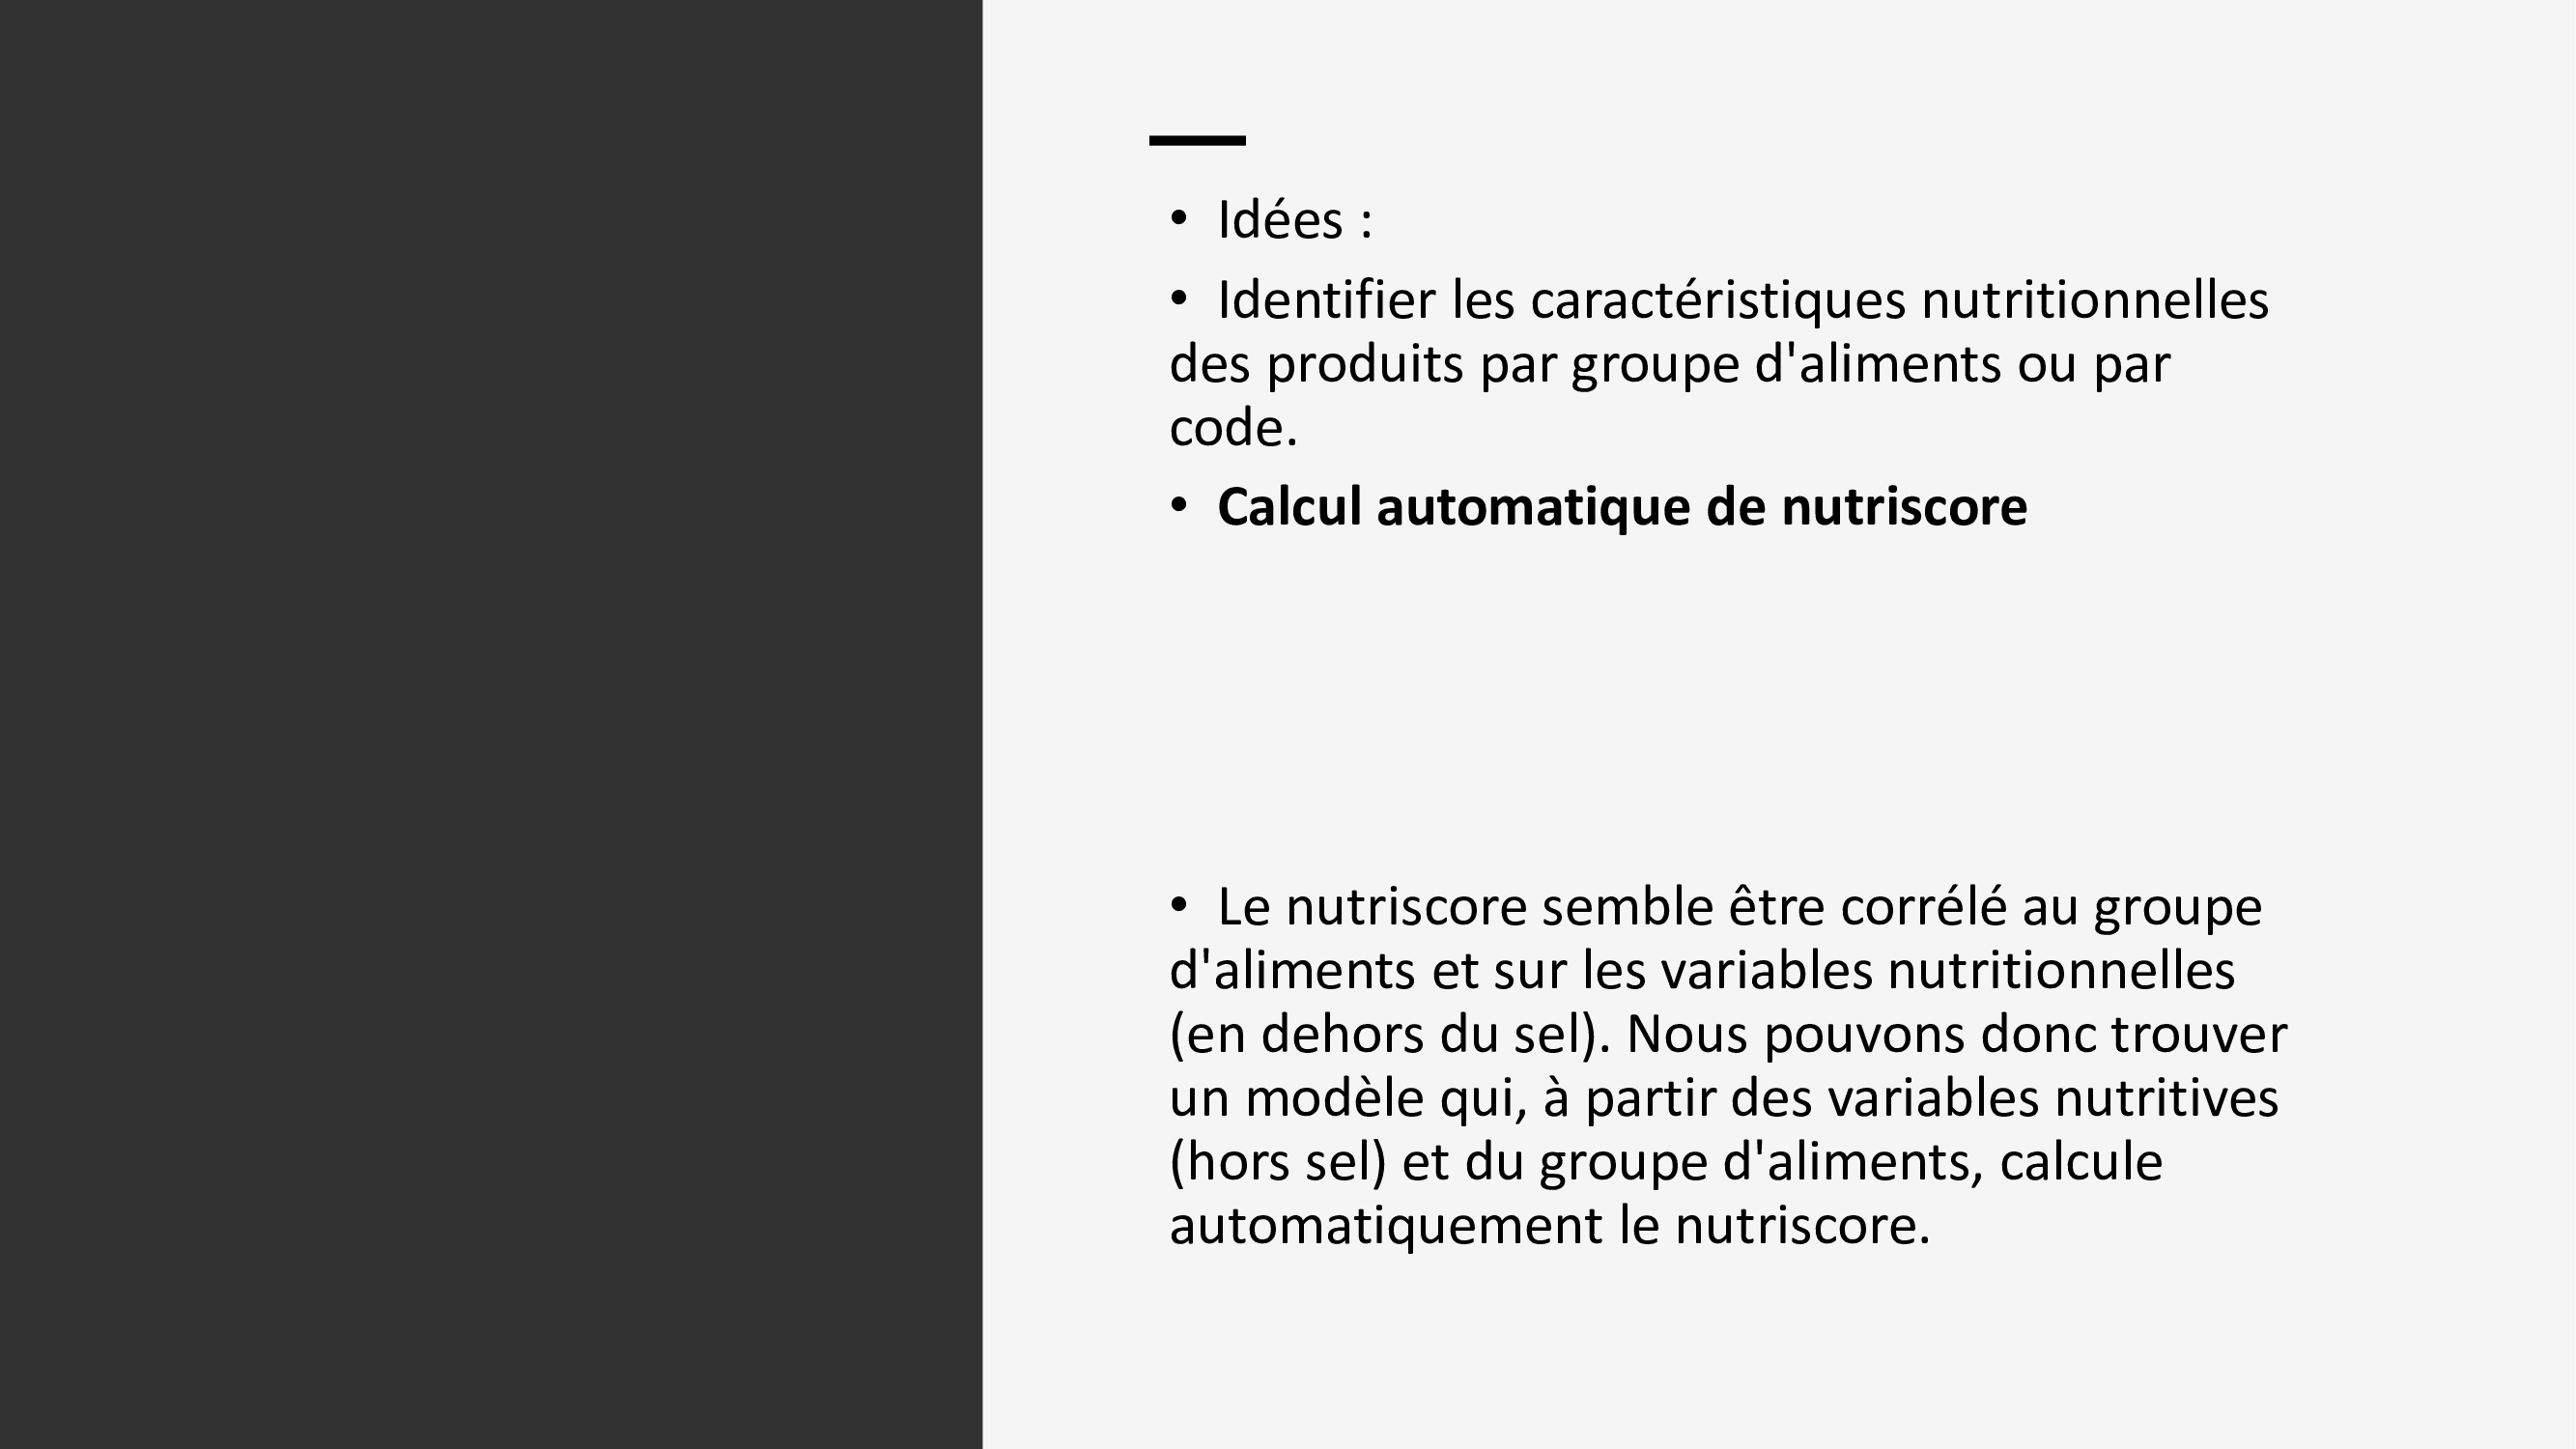 • Idées :
• Identifier les caractéristiques nutritionnelles
des produits par groupe d'aliments ou par
code.
• Calcul automatique de nutriscore
• Le nutriscore semble être corrélé au groupe
d'aliments et sur les variables nutritionnelles
(en dehors du sel). Nous pouvons donc trouver
un modèle qui, à partir des variables nutritives
(hors sel) et du groupe d'aliments, calcule
automatiquement le nutriscore.